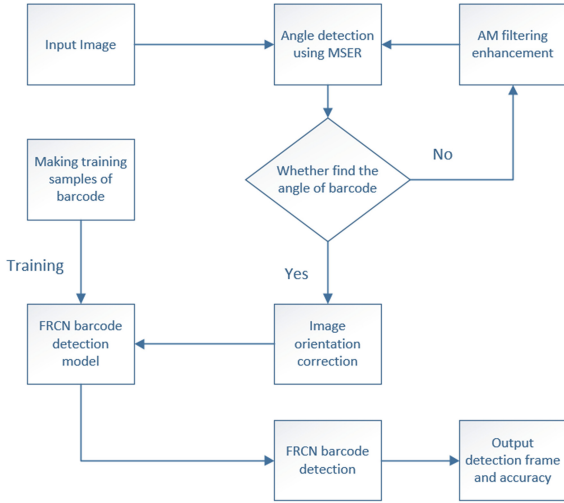 Input Image
Angle detection
using MSER
AM filtering
enhancement
Making training
samples of
barcode
Whether find the
angle of barcode
No
Training
Yes
FRCN barcode
detection
model
Image
orientation
correction
FRCN barcode
detection
Output
detection frame
and accuracy